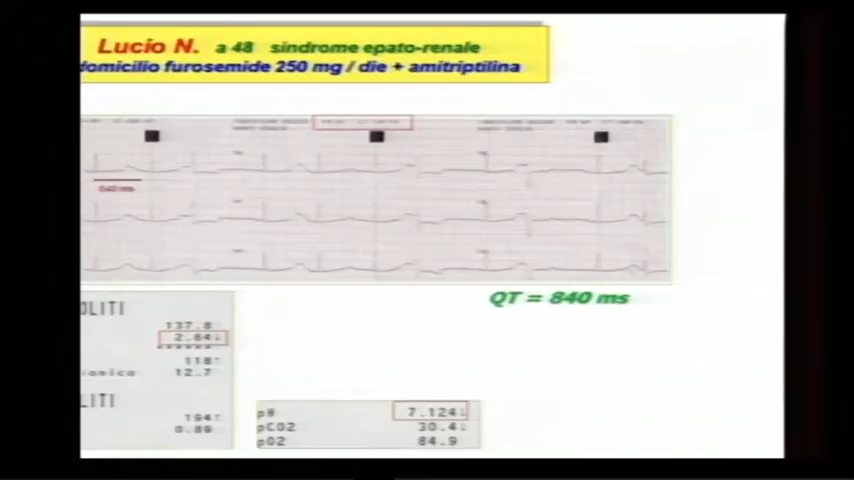 Lucio N. a 48 sindrome epato-renale
domicilio furosemide 250 mg / die + amitriptilina
840 ms
QT = 840 ms
OLITI
137.8
2.64↓
118↑
ionico 12.7
LITI
194↑
0.89
pH 7.124↓
pCO2 30.4↓
pO2 84.9